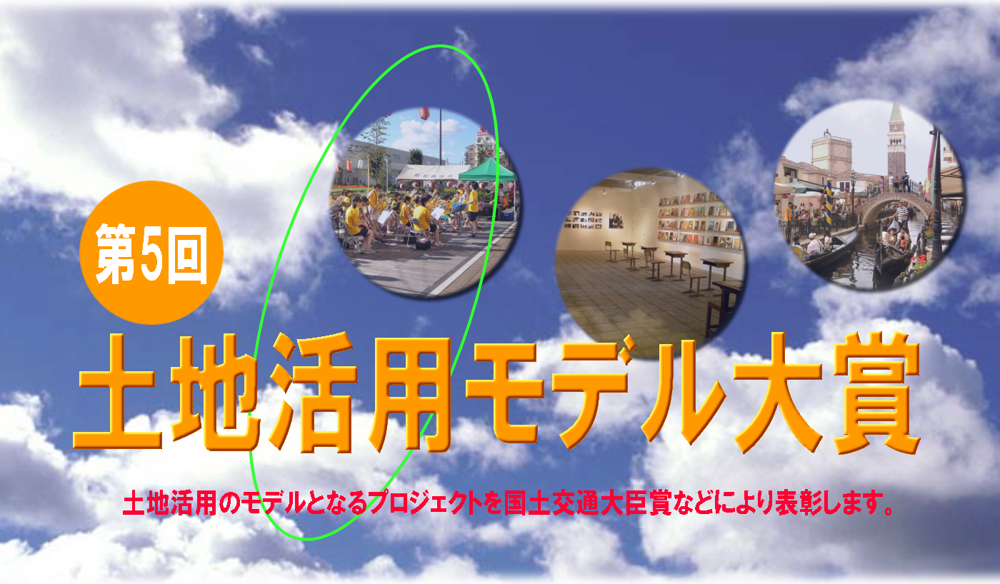 第5回
土地活用モデル大賞
土地活用のモデルとなるプロジェクトを国土交通大臣賞などにより表彰します。